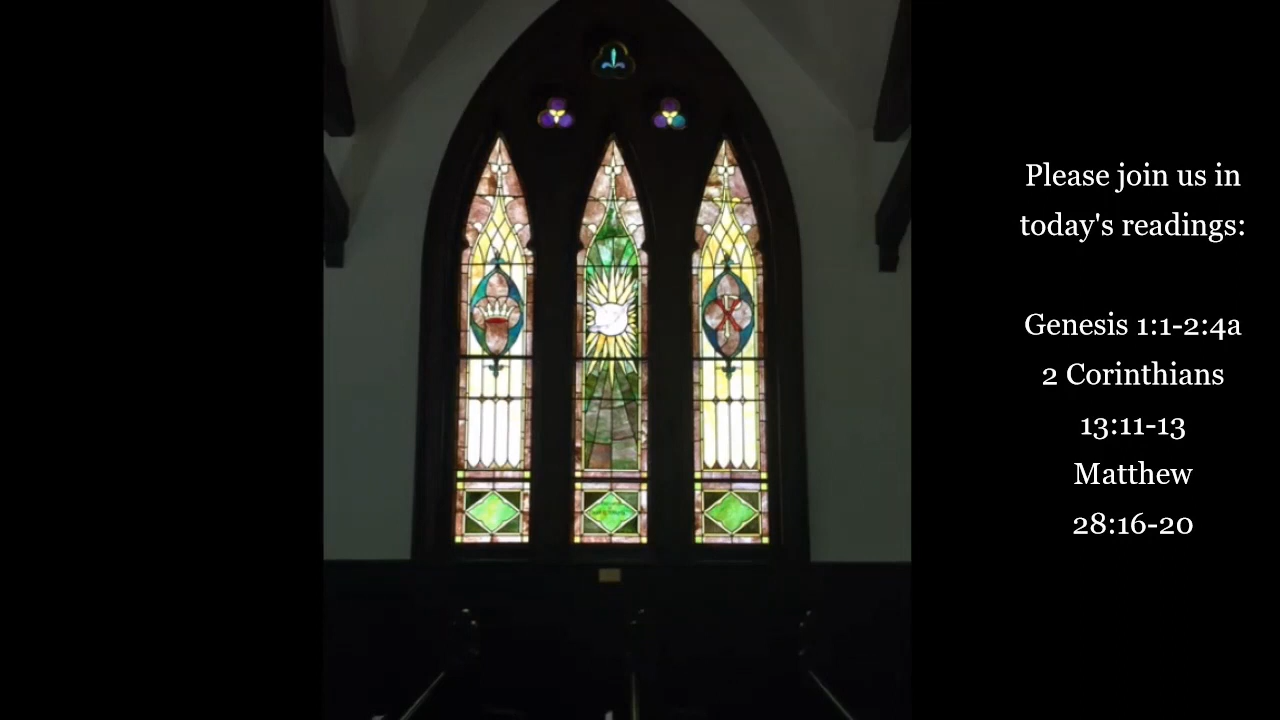 Please join us in
today's readings:
Genesis 1:1-2:4a
2 Corinthians
13:11-13
Matthew
28:16-20